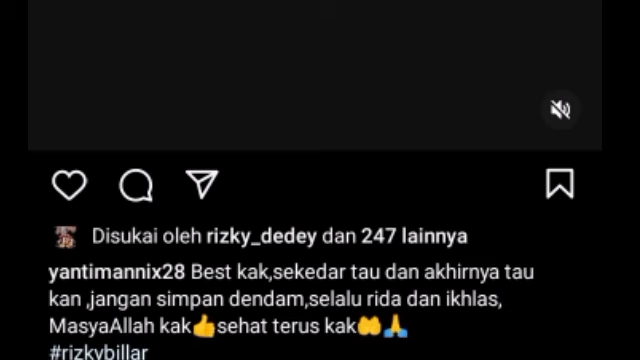 Disukai oleh rizky_dedey dan 247 lainnya
yantimannix28 Best kak,sekedar tau dan akhirnya tau
kan ,jangan simpan dendam,selalu rida dan ikhlas,
MasyaAllah kak👍sehat terus kak🤲🙏
#rizkybillar